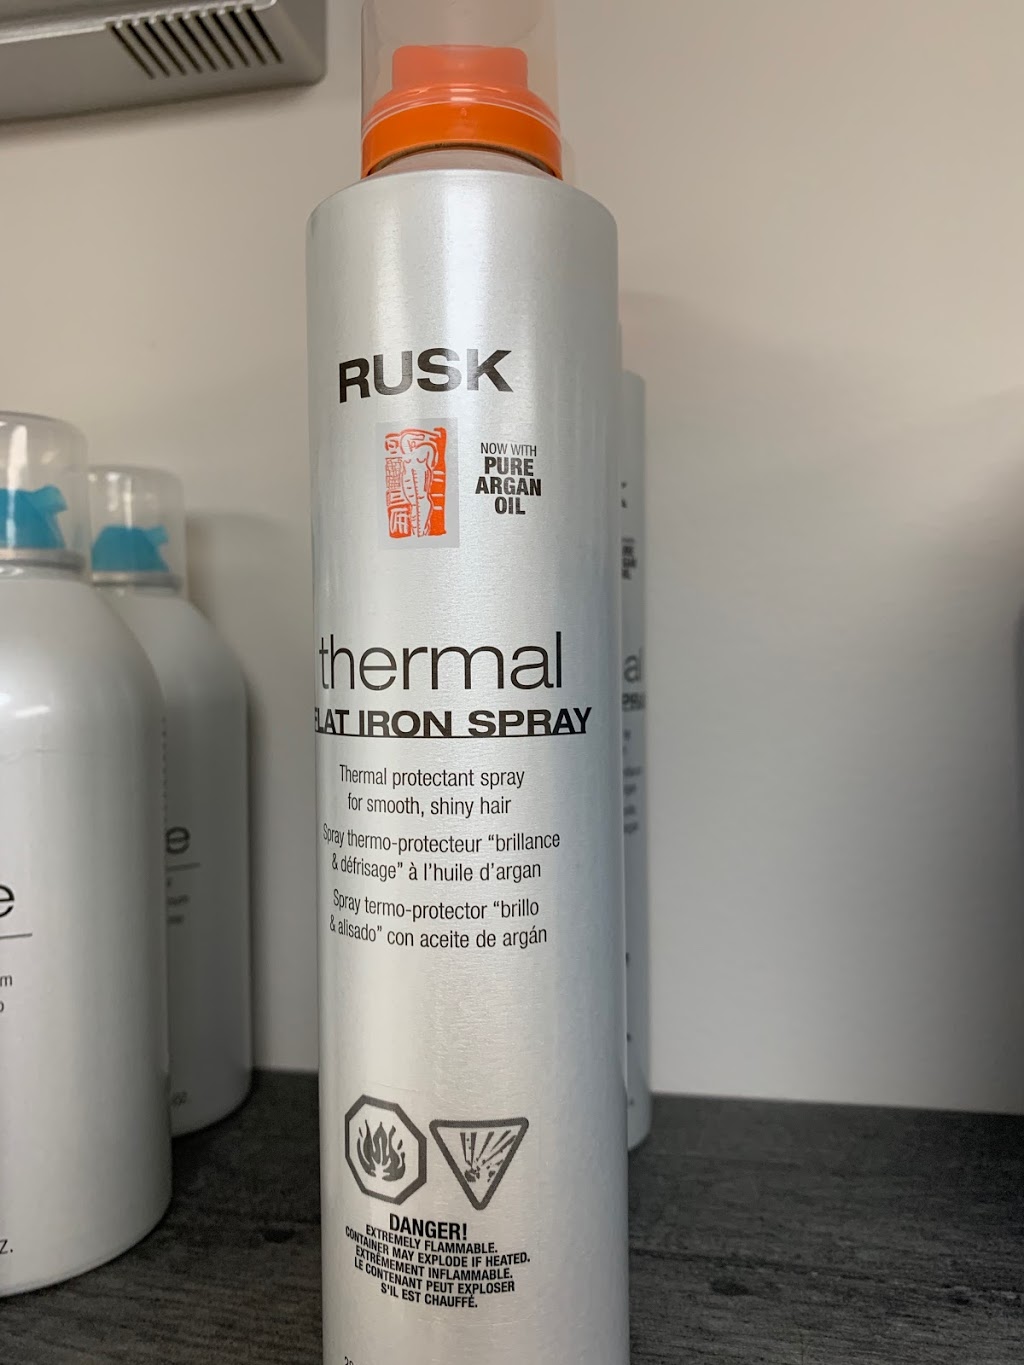 RUSK
NOW WITH
PURE
ARGAN
OIL
thermal
FLAT IRON SPRAY
Thermal protectant spray
for smooth, shiny hair
Spray thermo-protecteur “brillance
& défrisage” à l’huile d’argan
Spray termo-protector “brillo
& alisado” con aceite de argán
DANGER!
EXTREMELY FLAMMABLE.
CONTAINER MAY EXPLODE IF HEATED.
EXTRÊMEMENT INFLAMMABLE.
LE CONTENANT PEUT EXPLOSER
S'IL EST CHAUFFÉ.